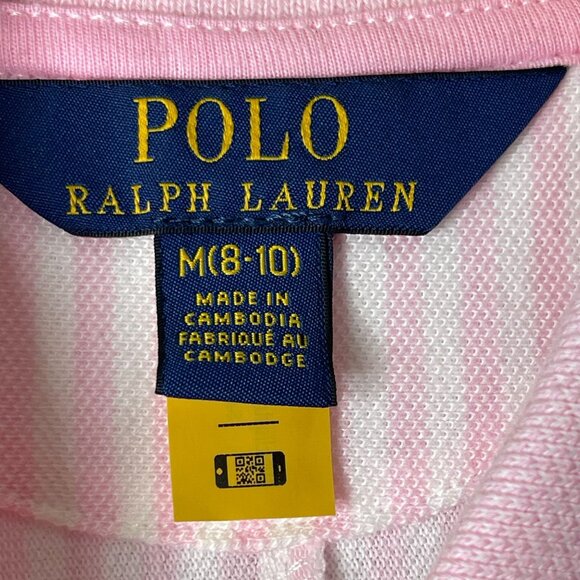 POLO
RALPH LAUREN
M(8-10)
MADE IN
CAMBODIA
FABRIQUÉ AU
CAMBODGE